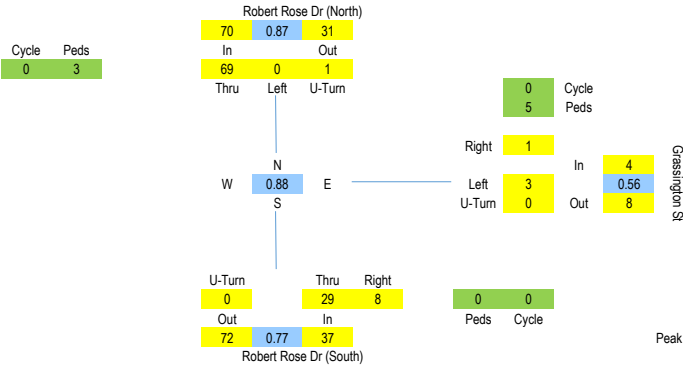 Robert Rose Dr (North)
70 0.87 31
Cycle Peds In Out
0 3 69 0 1
Thru Left U-Turn
0 Cycle
5 Peds
Right 1
In 4
N
W 0.88 E Left 3 0.56
S U-Turn 0 Out 8
Grassington St
U-Turn Thru Right
0 29 8 0 0
Out In Peds Cycle
72 0.77 37 Peak
Robert Rose Dr (South)